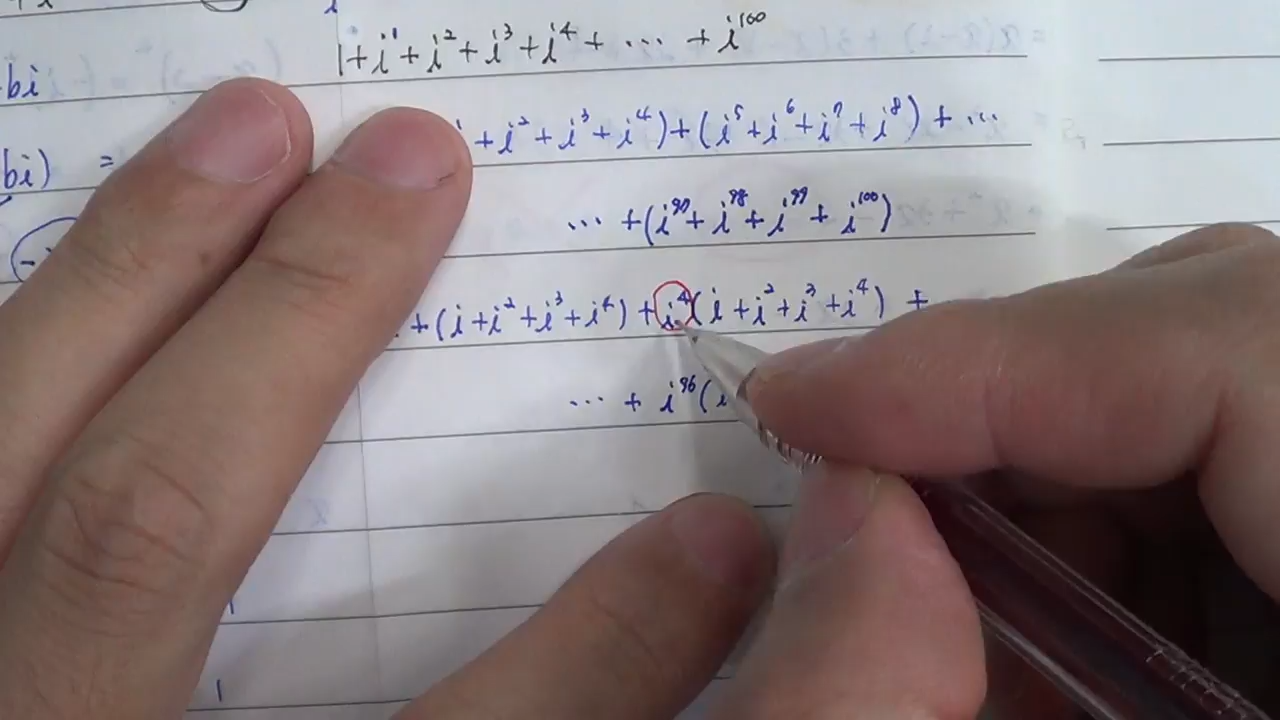 1+i¹+i²+i³+i⁴+ ⋯ +i¹⁰⁰
bi
+i²+i³+i⁴)+(i⁵+i⁶+i⁷+i⁸)+⋯
bi) =
⋯ +(i⁹⁷+i⁹⁸+i⁹⁹+i¹⁰⁰)
+(i+i²+i³+i⁴)+i⁴(i+i²+i³+i⁴)+
⋯ + i⁹⁶(i